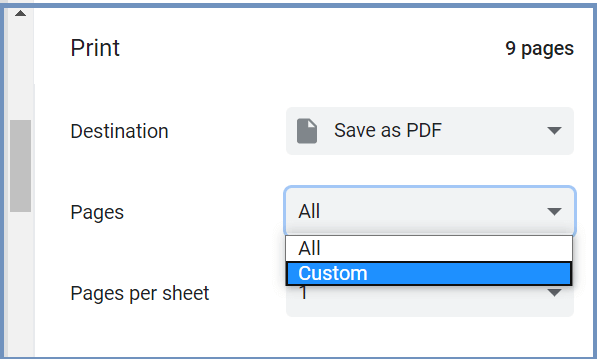 Print 9 pages
Destination Save as PDF
Pages All
All
Custom
Pages per sheet 1